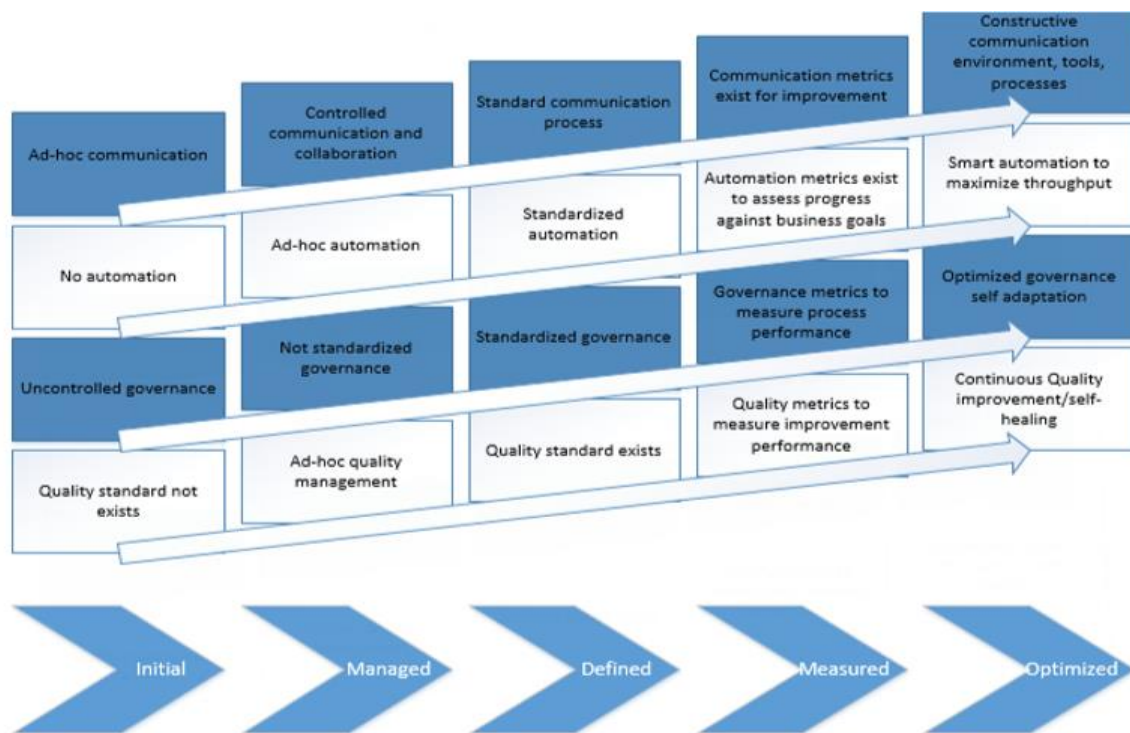 Ad-hoc communication
No automation
Uncontrolled governance
Quality standard not
exists
Controlled
communication and
collaboration
Ad-hoc automation
Not standardized
governance
Ad-hoc quality
management
Standard communication
process
Standardized
automation
Standardized governance
Quality standard exists
Communication metrics
exist for improvement
Automation metrics exist
to assess progress
against business goals
Governance metrics to
measure process
performance
Quality metrics to
measure improvement
performance
Constructive
communication
environment, tools,
processes
Smart automation to
maximize throughput
Optimized governance
self adaptation
Continuous Quality
improvement/self-
healing
Initial
Managed
Defined
Measured
Optimized